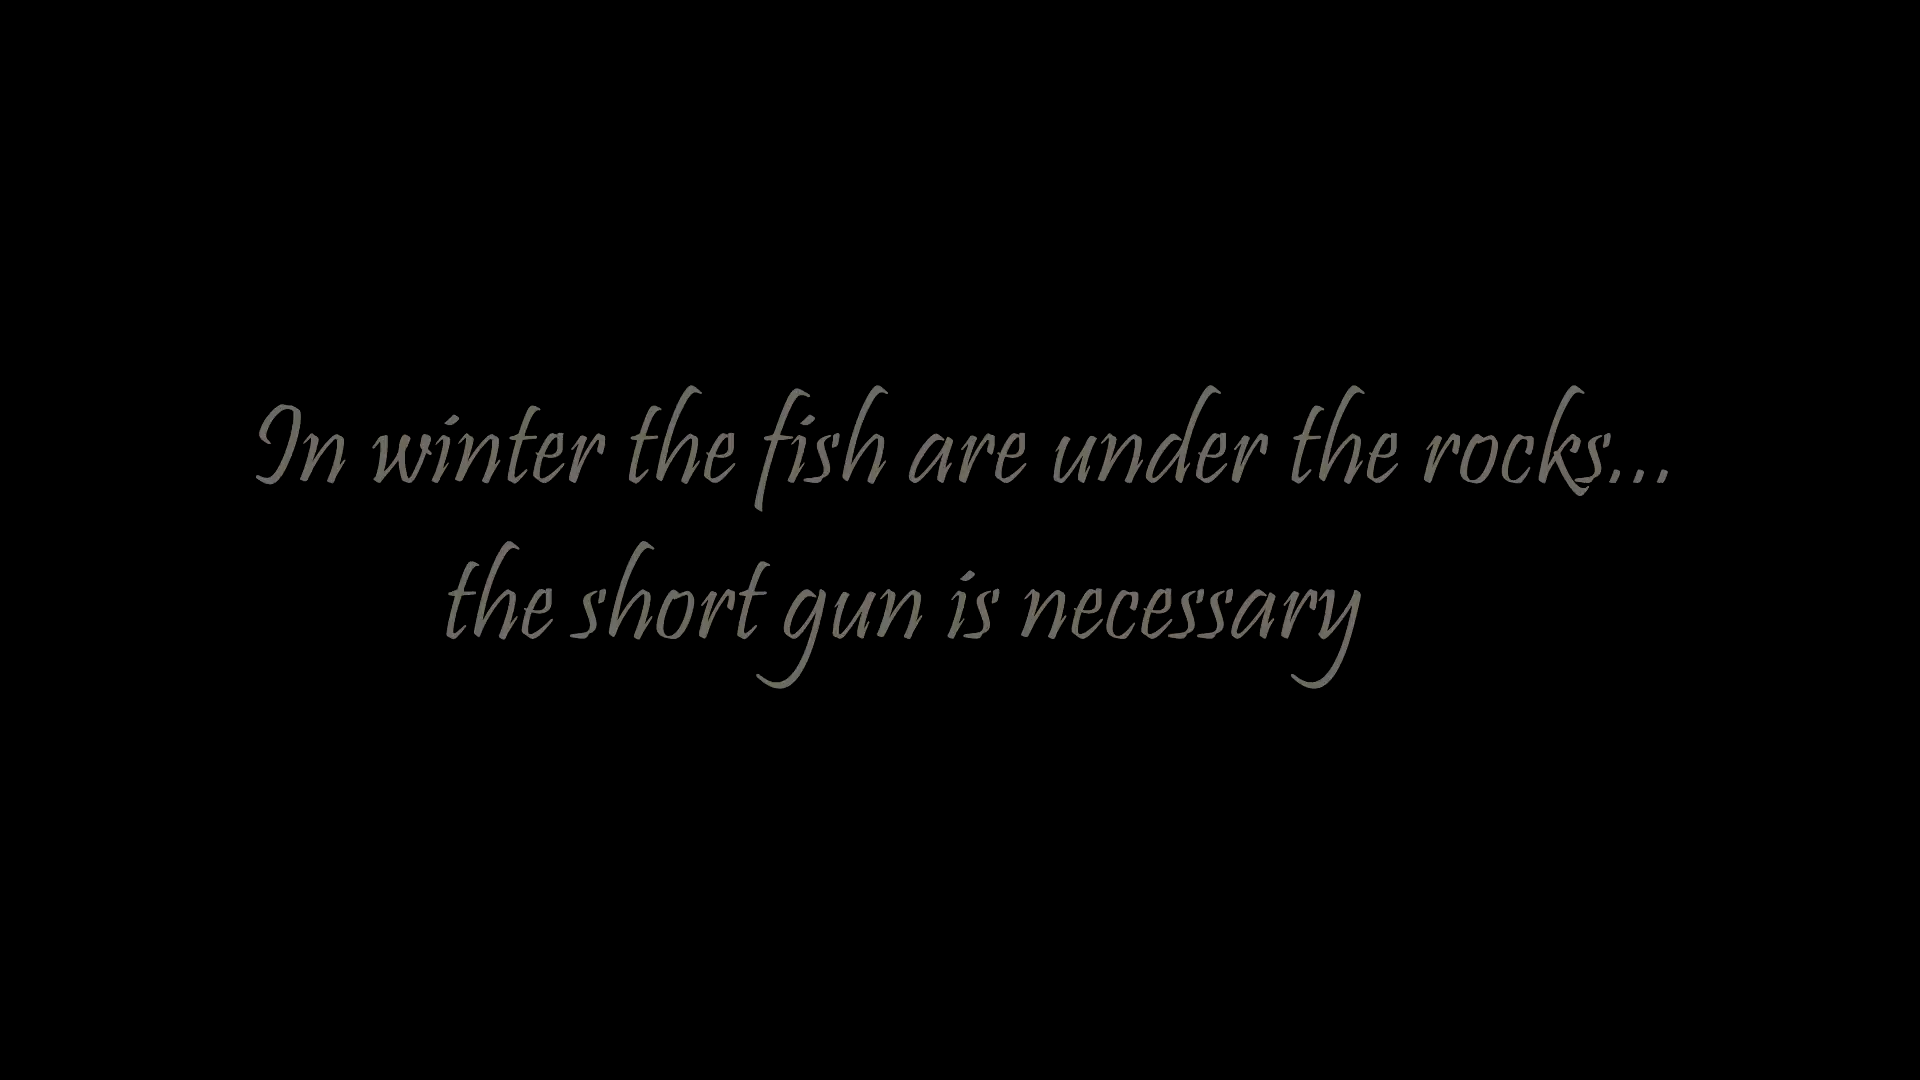 In winter the fish are under the rocks...
the short gun is necessary